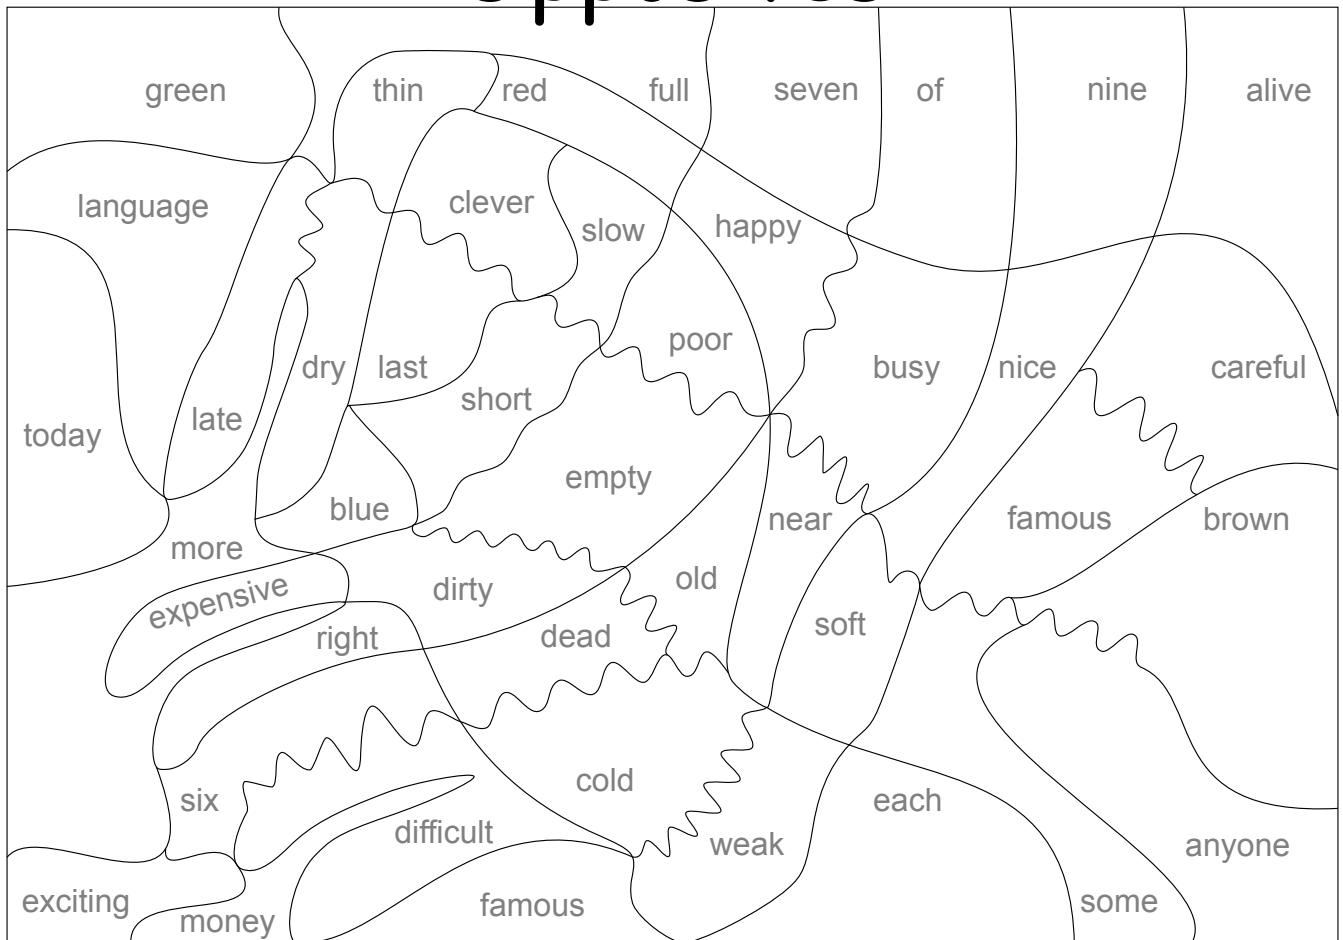 green thin red full seven of nine alive
language clever slow happy
poor
dry last busy nice careful
late short
today
empty
blue near famous brown
more
expensive dirty old
right dead soft
cold
six each
difficult weak anyone
exciting famous some
money